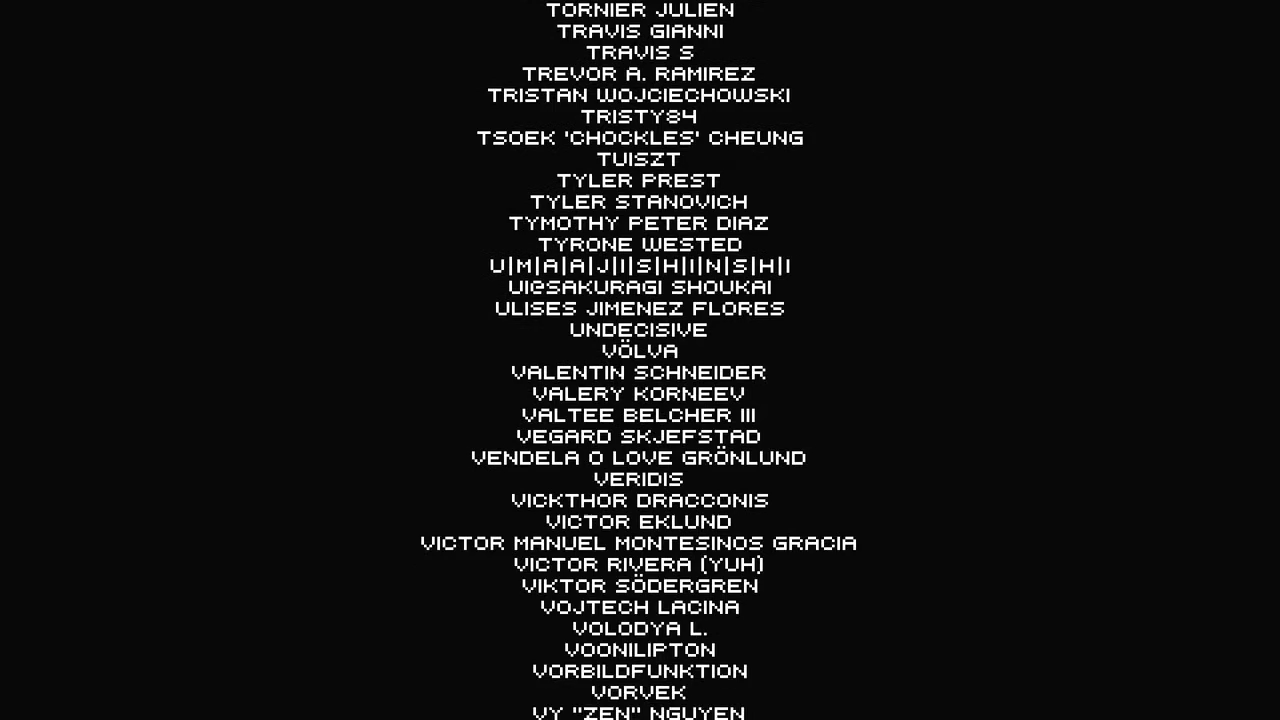 TORNIER JULIEN
TRAVIS GIANNI
TRAVIS S
TREVOR A. RAMIREZ
TRISTAN WOJCIECHOWSKI
TRISTY84
TSOEK 'CHOCKLES' CHEUNG
TUISZT
TYLER PREST
TYLER STANOVICH
TYMOTHY PETER DIAZ
TYRONE WESTED
U|M|A|A|J|I|S|H|I|N|S|H|I
UI@SAKURAGI SHOUKAI
ULISES JIMENEZ FLORES
UNDECISIVE
VÖLVA
VALENTIN SCHNEIDER
VALERY KORNEEV
VALTEE BELCHER III
VEGARD SKJEFSTAD
VENDELA O LOVE GRÖNLUND
VERIDIS
VICKTHOR DRACCONIS
VICTOR EKLUND
VICTOR MANUEL MONTESINOS GRACIA
VICTOR RIVERA (YUH)
VIKTOR SÖDERGREN
VOJTECH LACINA
VOLODYA L.
VOONILIPTON
VORBILDFUNKTION
VORVEK
VY "ZEN" NGUYEN